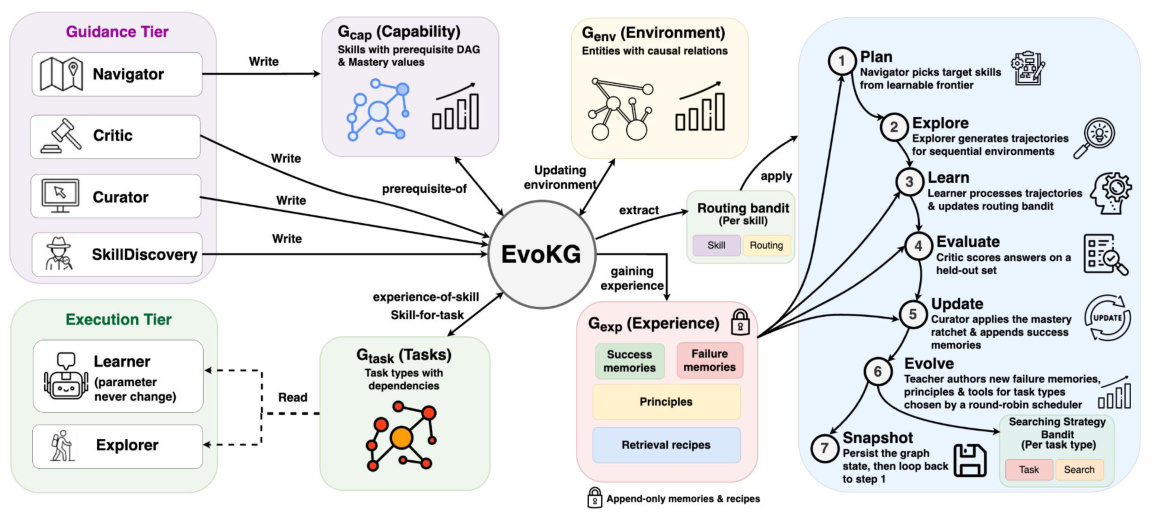 Guidance Tier
Navigator
Critic
Curator
SkillDiscovery
Write
Write
Write
Write
Execution Tier
Learner
(parameter
never change)
Explorer
Read
Gcap (Capability)
Skills with prerequisite DAG
& Mastery values
Genv (Environment)
Entities with causal relations
prerequisite-of
Updating
environment
EvoKG
experience-of-skill
Skill-for-task
extract
gaining
experience
apply
Routing bandit
(Per skill)
Skill
Routing
Gtask (Tasks)
Task types with
dependencies
Gexp (Experience)
Success
memories
Failure
memories
Principles
Retrieval recipes
Append-only memories & recipes
1
Plan
Navigator picks target skills
from learnable frontier
2
Explore
Explorer generates trajectories
for sequential environments
3
Learn
Learner processes trajectories
& updates routing bandit
4
Evaluate
Critic scores answers on a
held-out set
5
Update
Curator applies the mastery
ratchet & appends success
memories
UPDATE
6
Evolve
Teacher authors new failure memories,
principles & tools for task types
chosen by a round-robin scheduler
7
Snapshot
Persist the graph
state, then loop back
to step 1
Searching Strategy
Bandit
(Per task type)
Task
Search